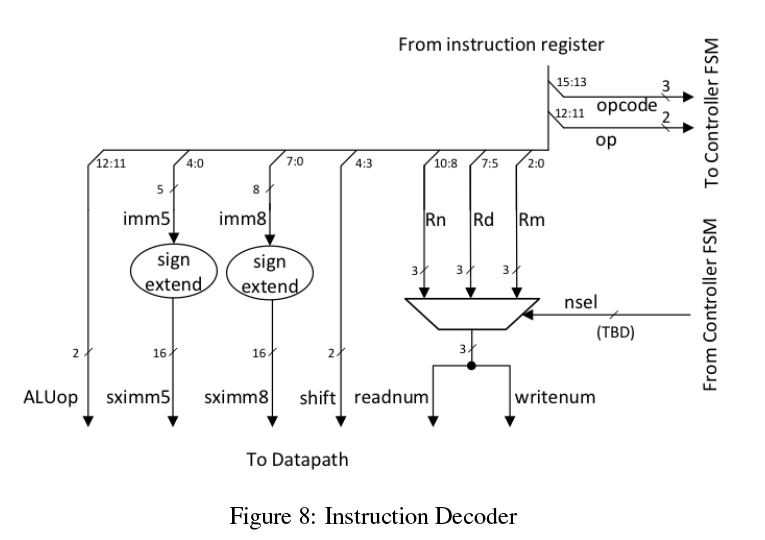 From instruction register
15:13
3
opcode
12:11
2
op
To Controller FSM
12:11
4:0
7:0
4:3
10:8
7:5
2:0
5
8
imm5
imm8
Rn
Rd
Rm
sign
extend
sign
extend
3
3
3
nsel
(TBD)
From Controller FSM
2
16
16
2
3
ALUop
sximm5
sximm8
shift
readnum
writenum
To Datapath
Figure 8: Instruction Decoder